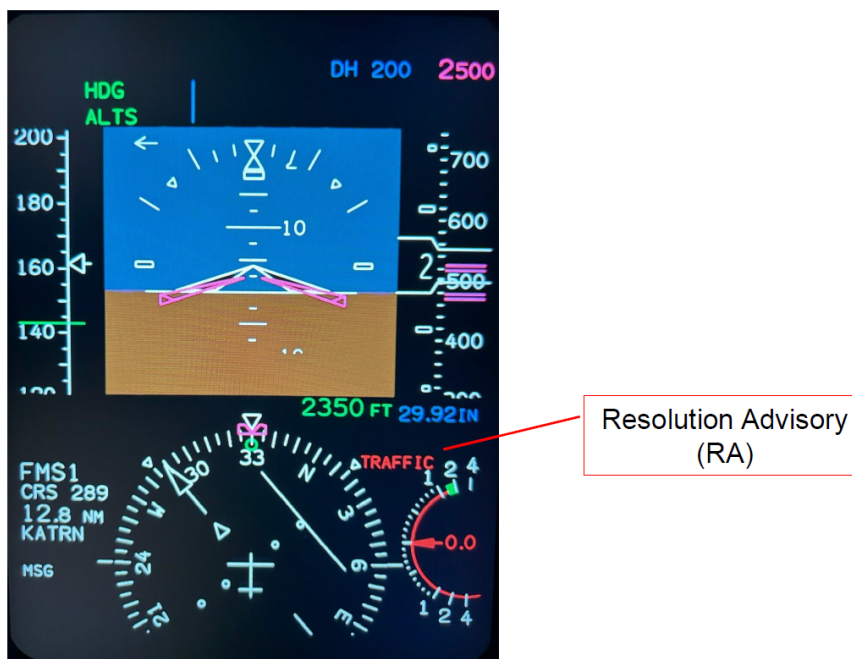 DH 200 2500
HDG
ALTS
200
180
160
140
700
600
2
500
400
10
2350 FT 29.92IN
TRAFFIC
Resolution Advisory
(RA)
FMS1
CRS 289
12.8 NM
KATRN
MSG
30
33
N
3
6
E
21
24
W
1 2 4
0.0
1 2 4